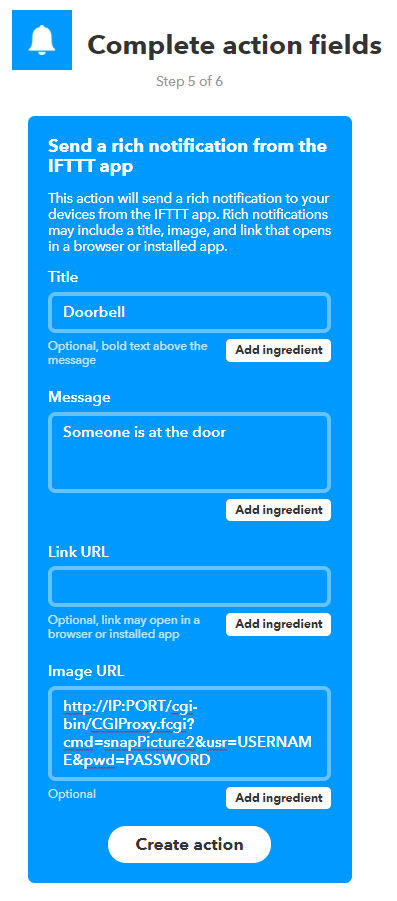 Complete action fields
Step 5 of 6
Send a rich notification from the
IFTTT app
This action will send a rich notification to your
devices from the IFTTT app. Rich notifications
may include a title, image, and link that opens
in a browser or installed app.
Title
Doorbell
Optional, bold text above the
message
Add ingredient
Message
Someone is at the door
Add ingredient
Link URL
Optional, link may open in a
browser or installed app
Add ingredient
Image URL
http://IP:PORT/cgi-
bin/CGIProxy.fcgi?
cmd=snapPicture2&usr=USERNAM
E&pwd=PASSWORD
Optional
Add ingredient
Create action